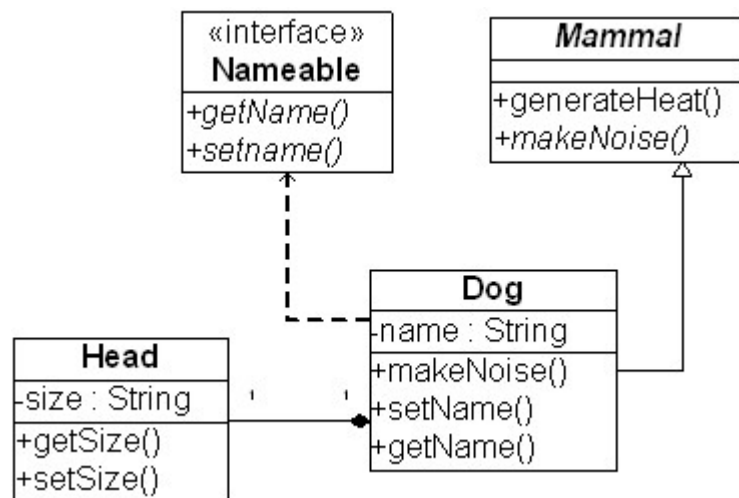 «interface»
Nameable
+getName()
+setname()
Mammal
+generateHeat()
+makeNoise()
Dog
-name : String
+makeNoise()
+setName()
+getName()
Head
-size : String
+getSize()
+setSize()
1 1